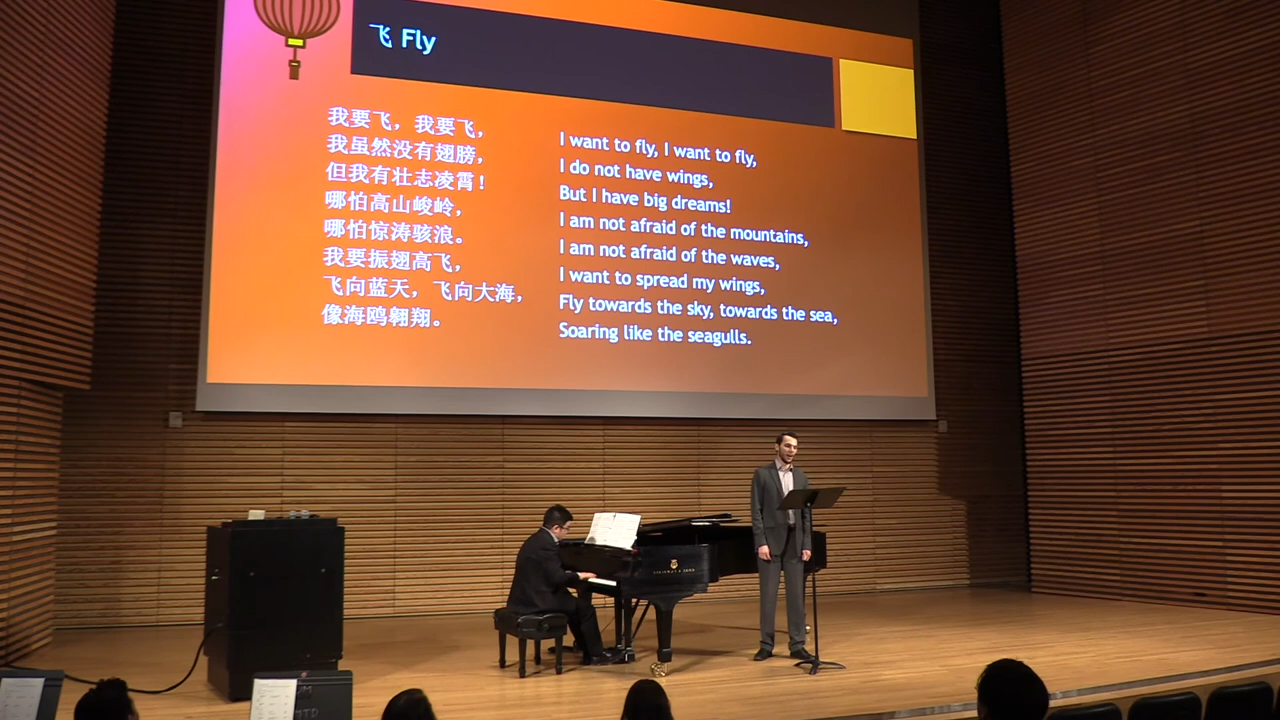 飞 Fly
我要飞，我要飞，
我虽然没有翅膀，
但我有壮志凌霄！
哪怕高山峻岭，
哪怕惊涛骇浪。
我要振翅高飞，
飞向蓝天，飞向大海，
像海鸥翱翔。
I want to fly, I want to fly,
I do not have wings,
But I have big dreams!
I am not afraid of the mountains,
I am not afraid of the waves,
I want to spread my wings,
Fly towards the sky, towards the sea,
Soaring like the seagulls.
STEINWAY & SONS
MTD